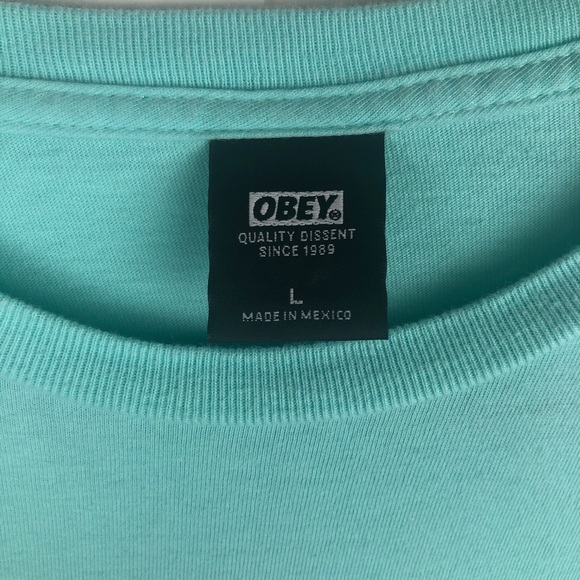 OBEY
QUALITY DISSENT
SINCE 1989
L
MADE IN MEXICO